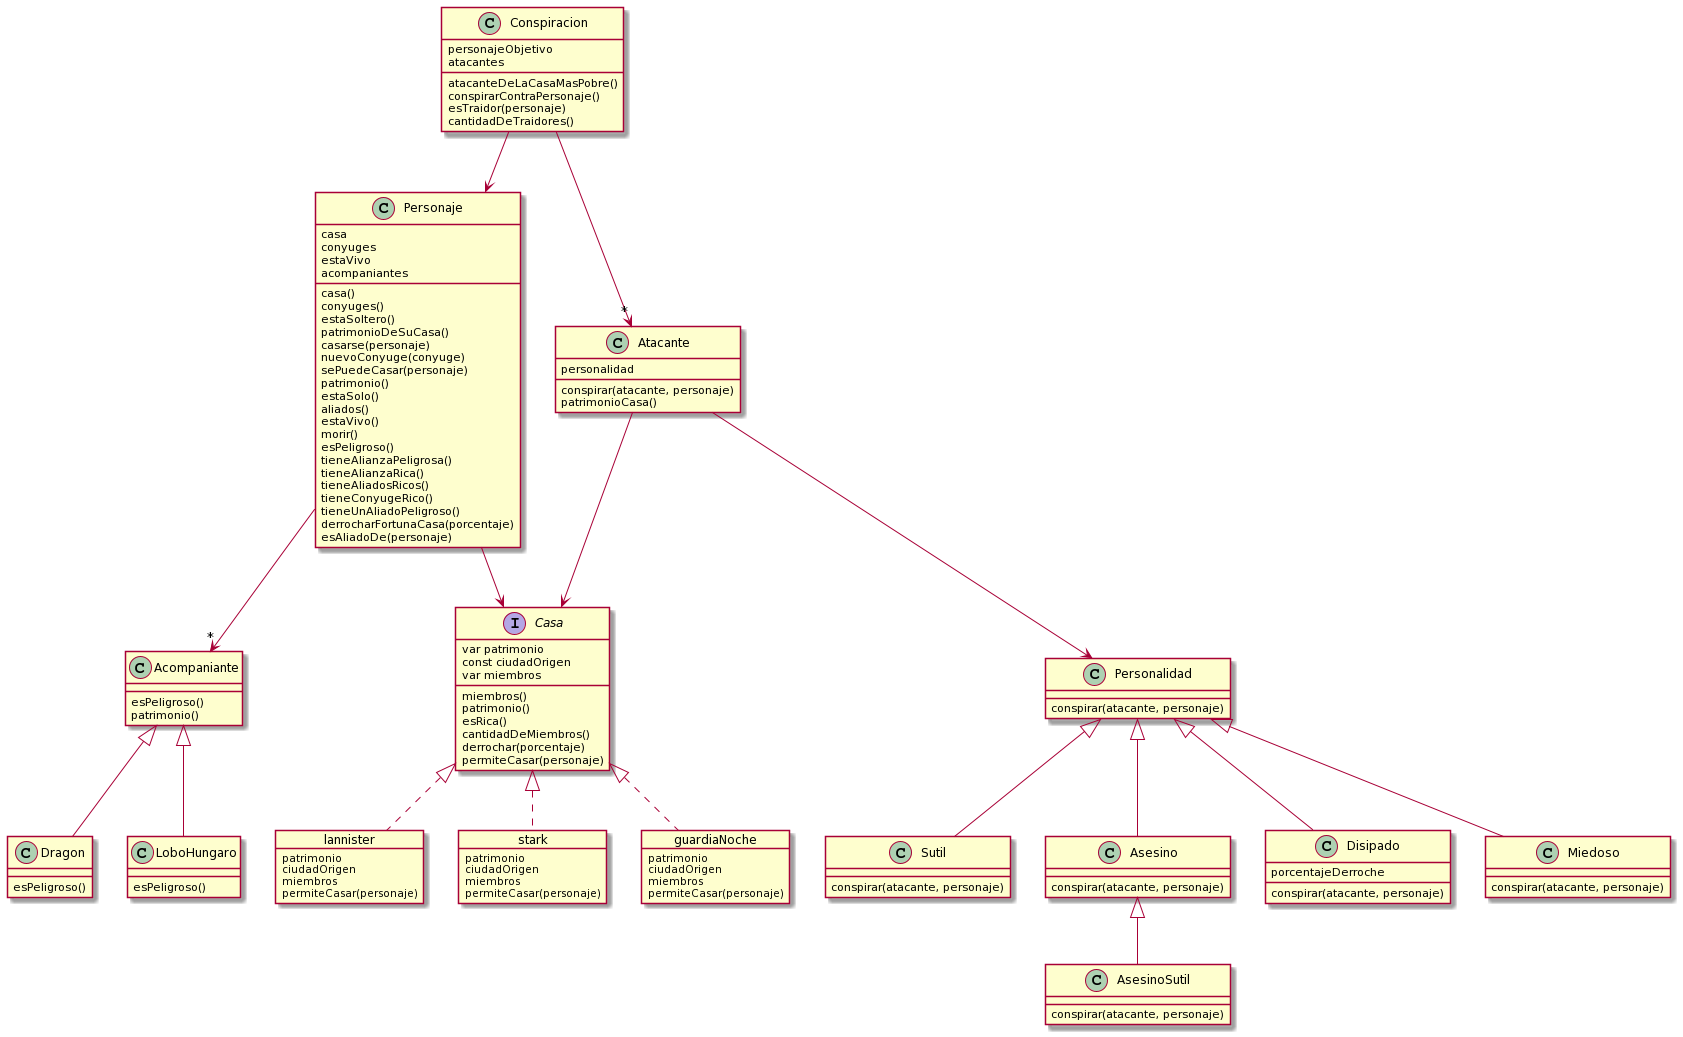 C Conspiracion
personajeObjetivo
atacantes
atacanteDeLaCasaMasPobre()
conspirarContraPersonaje()
esTraidor(personaje)
cantidadDeTraidores()
C Personaje
casa
conyuges
estaVivo
acompaniantes
casa()
conyuges()
estaSoltero()
patrimonioDeSuCasa()
casarse(personaje)
nuevoConyuge(conyuge)
sePuedeCasar(personaje)
patrimonio()
estaSolo()
aliados()
estaVivo()
morir()
esPeligroso()
tieneAlianzaPeligrosa()
tieneAlianzaRica()
tieneAliadosRicos()
tieneConyugeRico()
tieneUnAliadoPeligroso()
derrocharFortunaCasa(porcentaje)
esAliadoDe(personaje)
*
C Atacante
personalidad
conspirar(atacante, personaje)
patrimonioCasa()
*
C Acompaniante
esPeligroso()
patrimonio()
I Casa
var patrimonio
const ciudadOrigen
var miembros
miembros()
patrimonio()
esRica()
cantidadDeMiembros()
derrochar(porcentaje)
permiteCasar(personaje)
C Personalidad
conspirar(atacante, personaje)
C Dragon
esPeligroso()
C LoboHungaro
esPeligroso()
lannister
patrimonio
ciudadOrigen
miembros
permiteCasar(personaje)
stark
patrimonio
ciudadOrigen
miembros
permiteCasar(personaje)
guardiaNoche
patrimonio
ciudadOrigen
miembros
permiteCasar(personaje)
C Sutil
conspirar(atacante, personaje)
C Asesino
conspirar(atacante, personaje)
C Disipado
porcentajeDerroche
conspirar(atacante, personaje)
C Miedoso
conspirar(atacante, personaje)
C AsesinoSutil
conspirar(atacante, personaje)